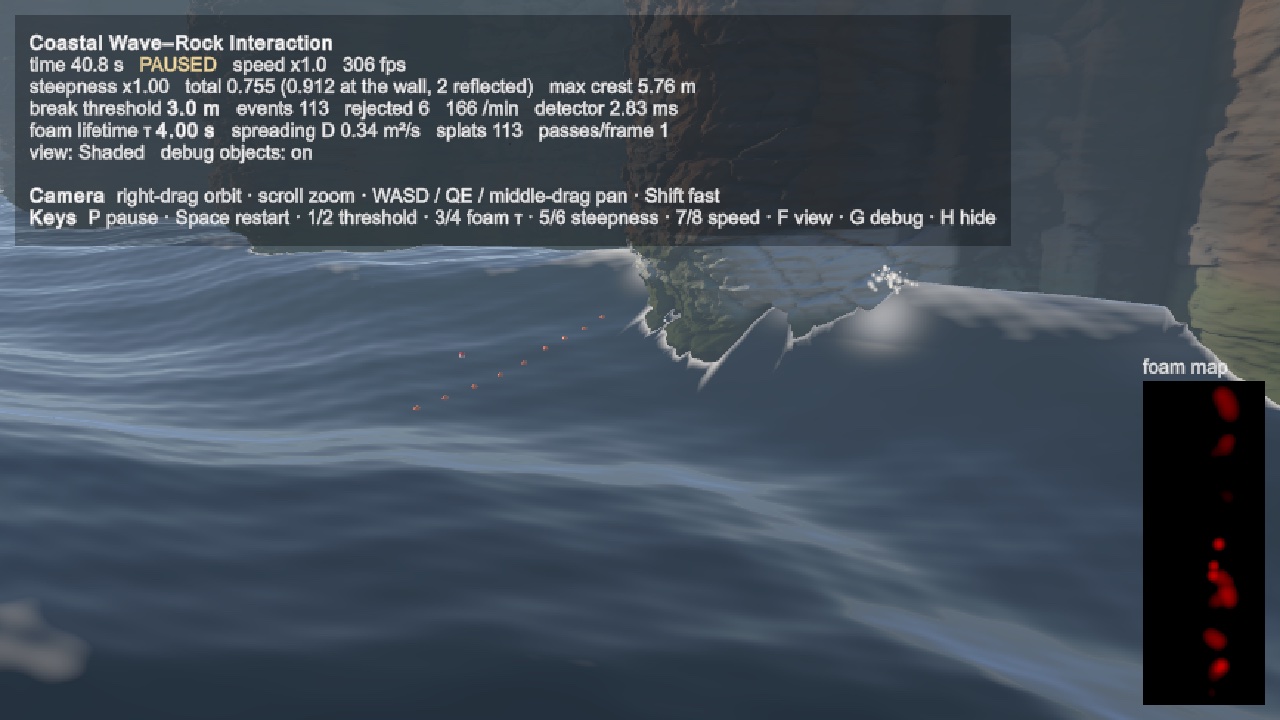 Coastal Wave–Rock Interaction
time 40.8 s PAUSED speed x1.0 306 fps
steepness x1.00 total 0.755 (0.912 at the wall, 2 reflected) max crest 5.76 m
break threshold 3.0 m events 113 rejected 6 166 /min detector 2.83 ms
foam lifetime τ 4.00 s spreading D 0.34 m²/s splats 113 passes/frame 1
view: Shaded debug objects: on
Camera right-drag orbit · scroll zoom · WASD / QE / middle-drag pan · Shift fast
Keys P pause · Space restart · 1/2 threshold · 3/4 foam τ · 5/6 steepness · 7/8 speed · F view · G debug · H hide
foam map